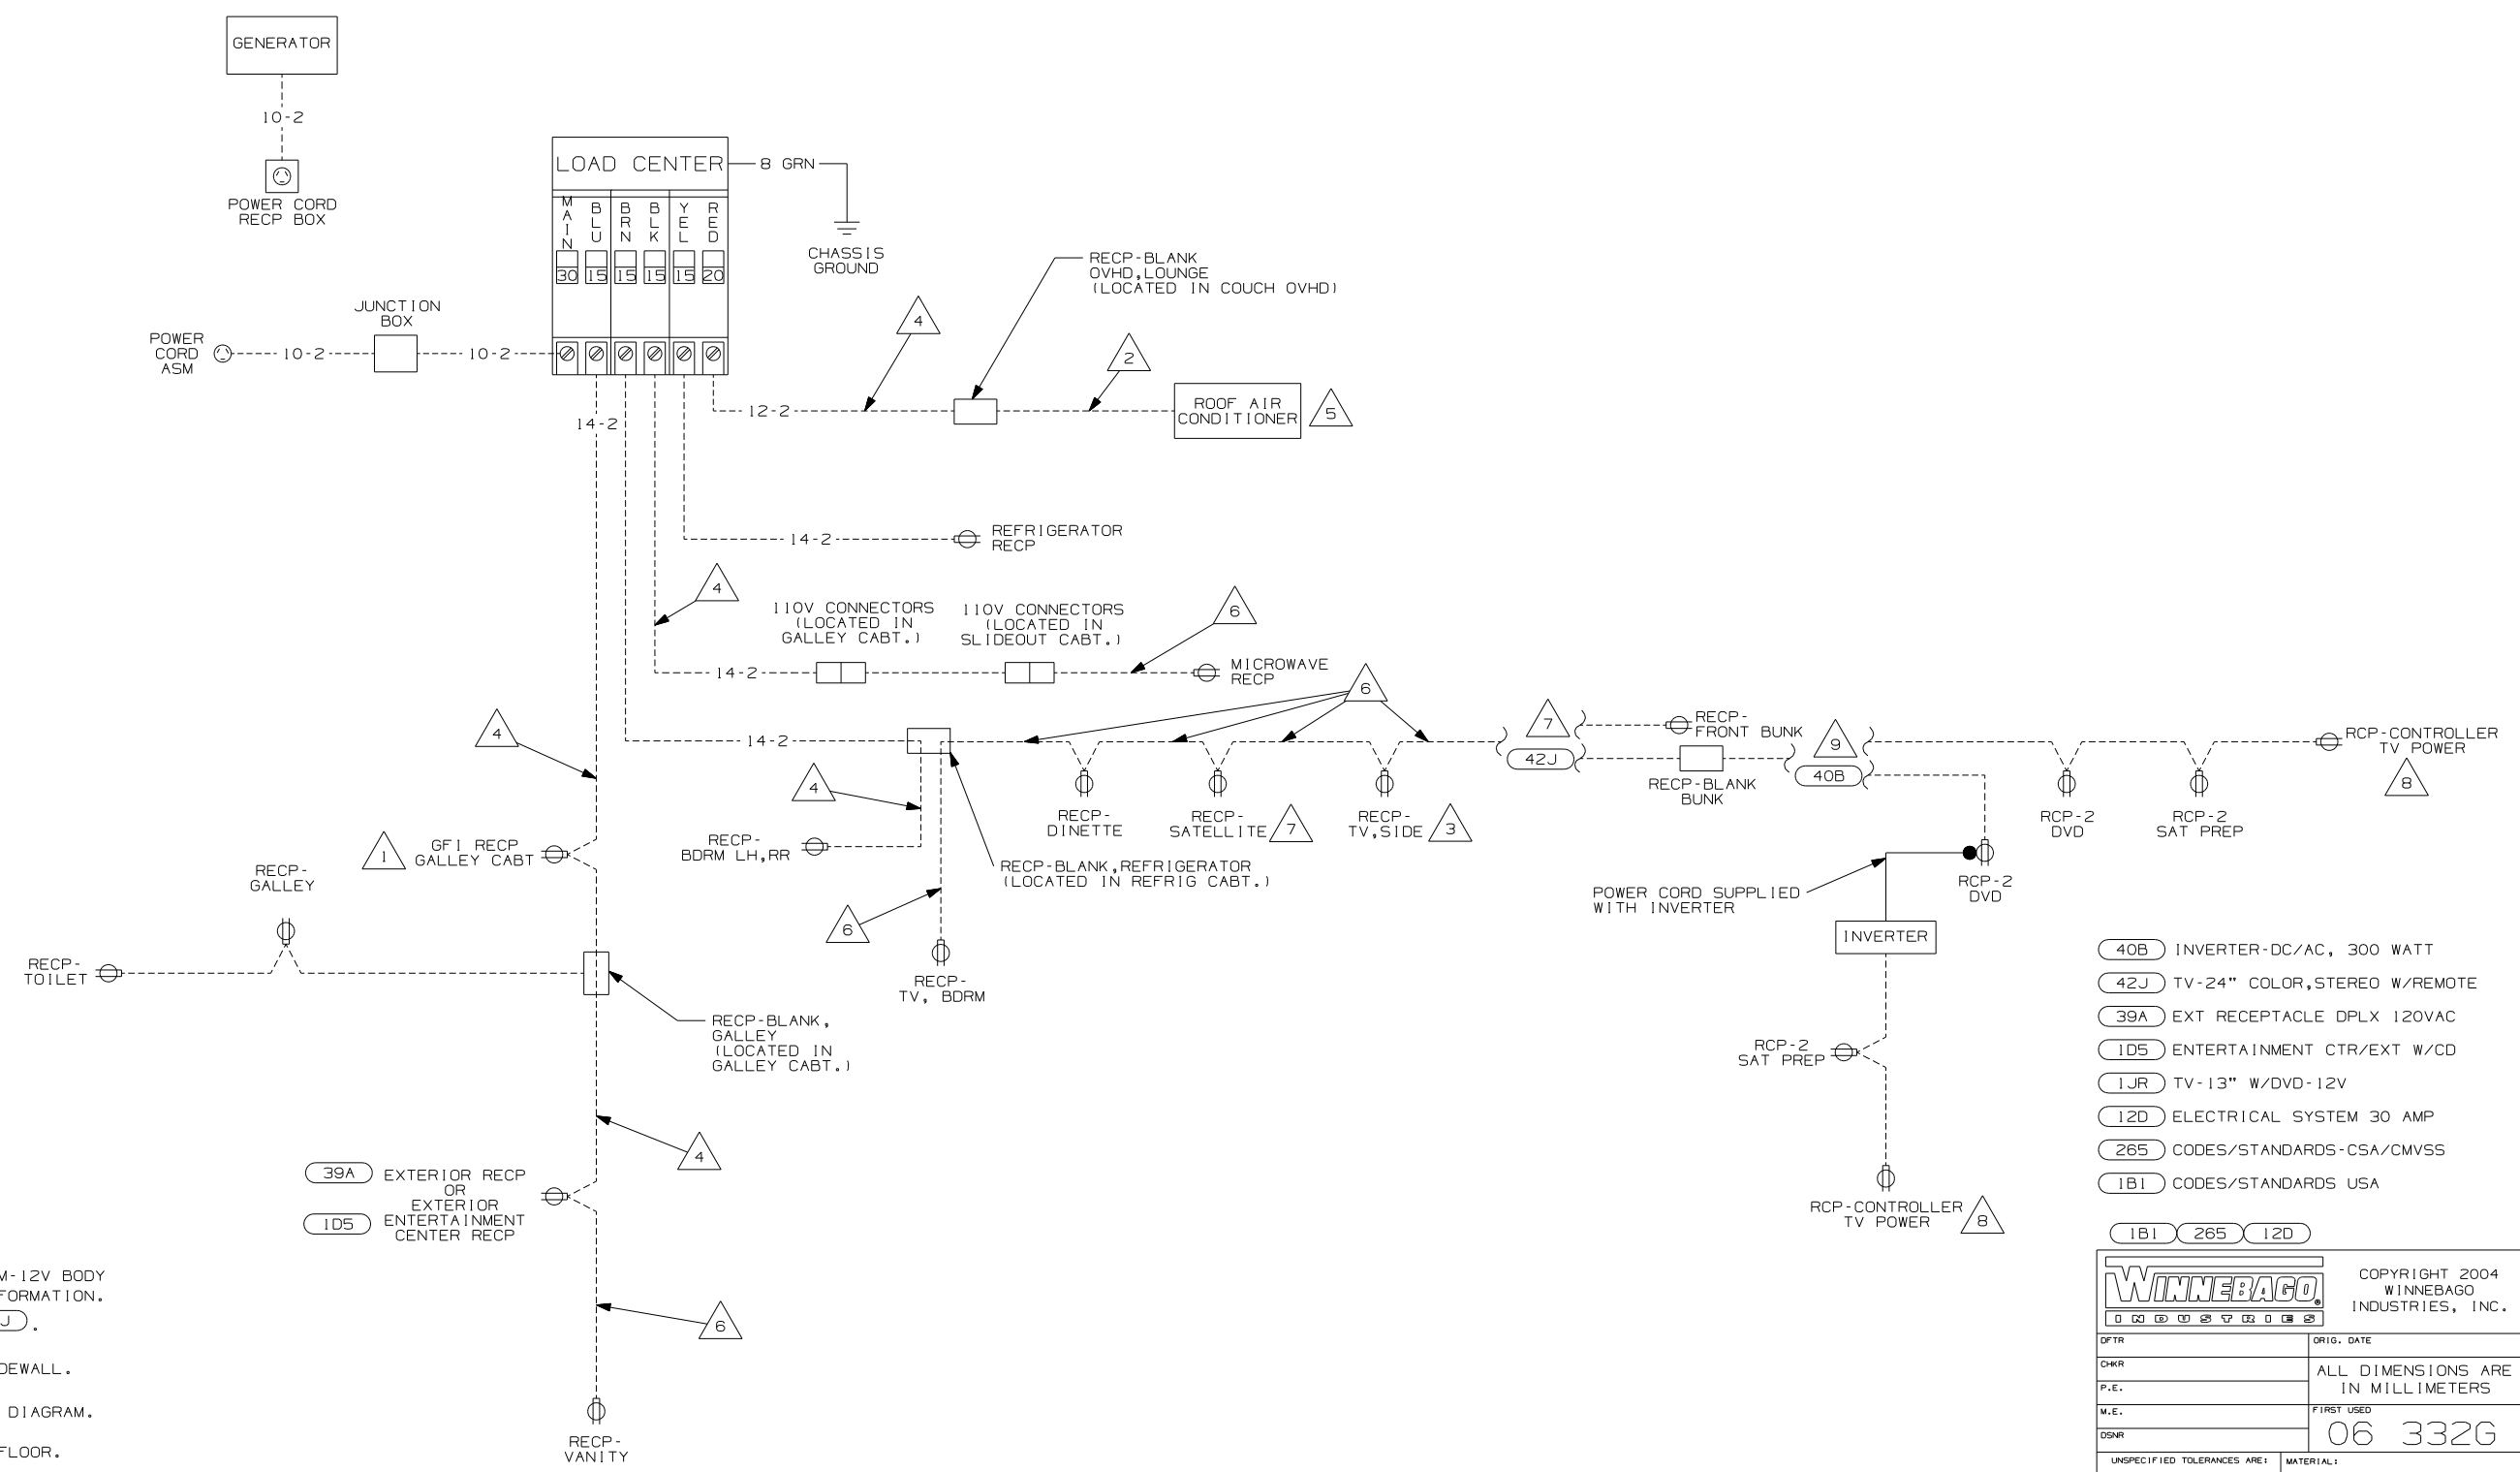 GENERATOR
10-2
POWER CORD
RECP BOX
LOAD CENTER
8 GRN
CHASSIS
GROUND
MAIN
BLU
BRN
BLK
YEL
RED
30
15
15
15
15
20
JUNCTION
BOX
POWER
CORD
ASM
10-2
10-2
RECP-BLANK
OVHD,LOUNGE
(LOCATED IN COUCH OVHD)
4
2
12-2
ROOF AIR
CONDITIONER
5
14-2
14-2
REFRIGERATOR
RECP
4
110V CONNECTORS
(LOCATED IN
GALLEY CABT.)
110V CONNECTORS
(LOCATED IN
SLIDEOUT CABT.)
6
14-2
MICROWAVE
RECP
6
4
14-2
7
42J
RECP-
FRONT BUNK
RECP-BLANK
BUNK
9
40B
RCP-CONTROLLER
TV POWER
8
4
RECP-
BDRM LH,RR
RECP-
DINETTE
RECP-
SATELLITE
7
RECP-
TV,SIDE
3
RCP-2
DVD
RCP-2
SAT PREP
1
GFI RECP
GALLEY CABT
RECP-BLANK,REFRIGERATOR
(LOCATED IN REFRIG CABT.)
RECP-
GALLEY
6
POWER CORD SUPPLIED
WITH INVERTER
RCP-2
DVD
INVERTER
RECP-
TOILET
RECP-
TV, BDRM
RECP-BLANK,
GALLEY
(LOCATED IN
GALLEY CABT.)
RCP-2
SAT PREP
4
39A
EXTERIOR RECP
OR
EXTERIOR
ENTERTAINMENT
CENTER RECP
1D5
RCP-CONTROLLER
TV POWER
8
6
RECP-
VANITY
40B INVERTER-DC/AC, 300 WATT
42J TV-24" COLOR,STEREO W/REMOTE
39A EXT RECEPTACLE DPLX 120VAC
1D5 ENTERTAINMENT CTR/EXT W/CD
1JR TV-13" W/DVD-12V
12D ELECTRICAL SYSTEM 30 AMP
265 CODES/STANDARDS-CSA/CMVSS
1B1 CODES/STANDARDS USA
1B1 265 12D
M-12V BODY
FORMATION.
J .
DEWALL.
DIAGRAM.
FLOOR.
WINNEBAGO®
INDUSTRIES
COPYRIGHT 2004
WINNEBAGO
INDUSTRIES, INC.
DFTR
ORIG. DATE
CHKR
ALL DIMENSIONS ARE
IN MILLIMETERS
P.E.
M.E.
FIRST USED
06 332G
DSNR
UNSPECIFIED TOLERANCES ARE:
MATERIAL: